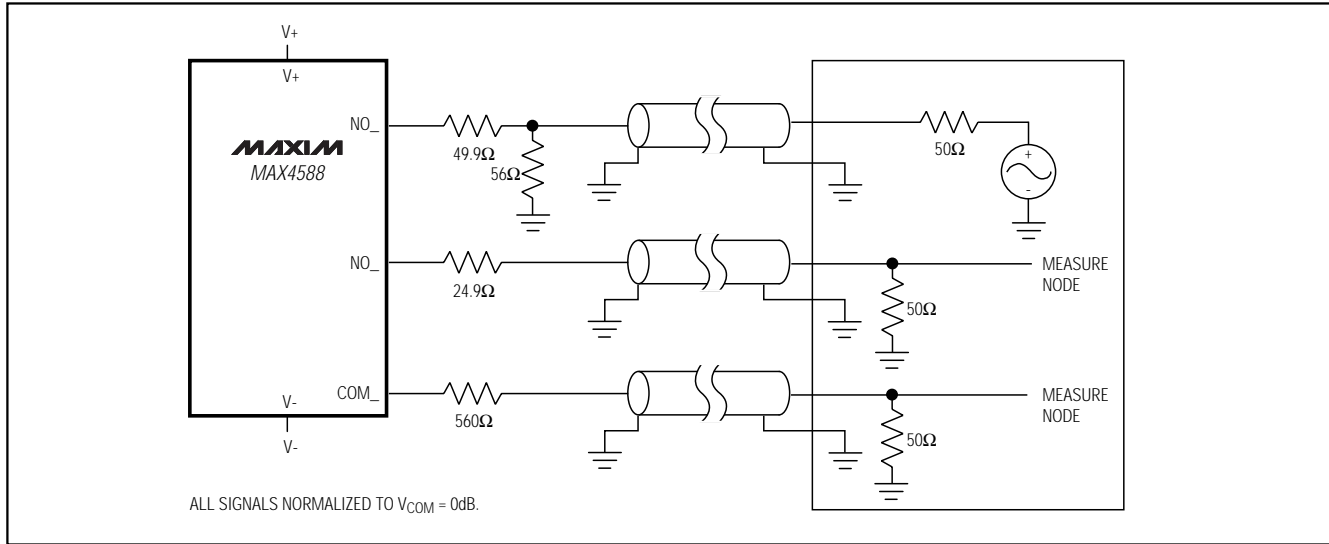 V+
V+
NO_
MAXIM
MAX4588
49.9Ω
56Ω
50Ω
+
-
NO_
24.9Ω
MEASURE
NODE
50Ω
COM_
V-
V-
560Ω
MEASURE
NODE
50Ω
ALL SIGNALS NORMALIZED TO VCOM = 0dB.